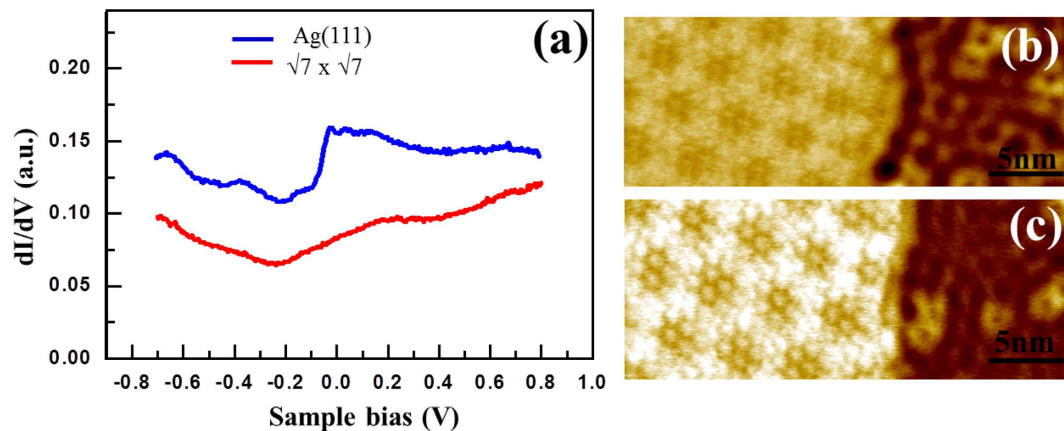 (a)
Ag(111)
√7 x √7
dI/dV (a.u.)
0.20
0.15
0.10
0.05
0.00
-0.8 -0.6 -0.4 -0.2 0.0 0.2 0.4 0.6 0.8 1.0
Sample bias (V)
(b)
5nm
(c)
5nm